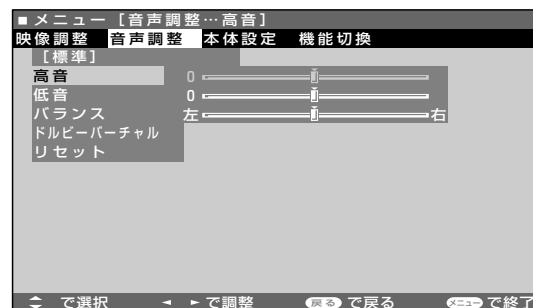 ■メニュー [音声調整…高音]
映像調整 音声調整 本体設定 機能切換
[標準]
高音 0
低音 0
バランス 左 右
ドルビーバーチャル
リセット
で選択 で調整 戻る で戻る メニュー で終了